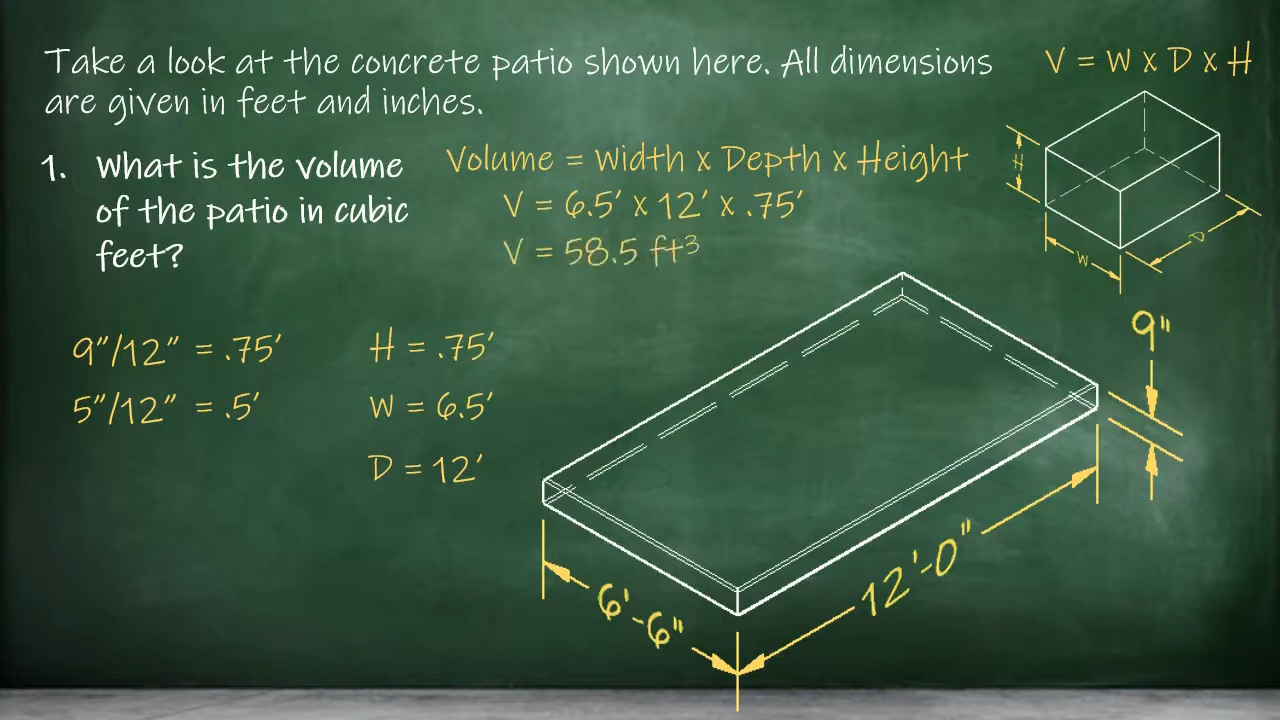 Take a look at the concrete patio shown here. All dimensions
are given in feet and inches.
V = W x D x H
H
W
D
1. What is the volume
of the patio in cubic
feet?
Volume = Width x Depth x Height
V = 6.5' x 12' x .75'
V = 58.5 ft³
9"/12" = .75'
5"/12" = .5'
H = .75'
W = 6.5'
D = 12'
9"
12'-0"
6'-6"